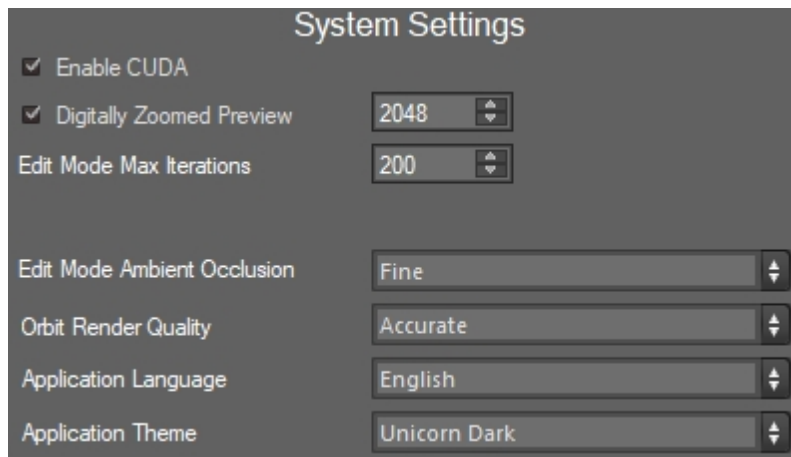 System Settings
Enable CUDA
Digitally Zoomed Preview 2048
Edit Mode Max Iterations 200
Edit Mode Ambient Occlusion Fine
Orbit Render Quality Accurate
Application Language English
Application Theme Unicorn Dark